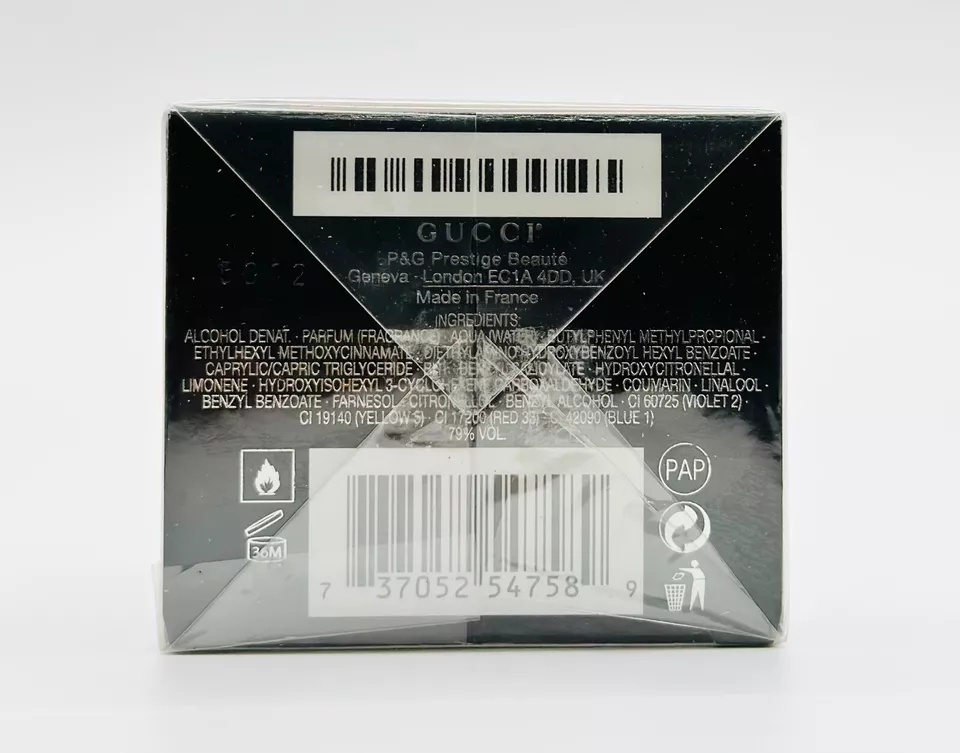 GUCCI
P&G Prestige Beauté
Geneva · London EC1A 4DD, UK
Made in France
INGREDIENTS:
ALCOHOL DENAT. · PARFUM (FRAGRANCE) · AQUA (WATER) · BUTYLPHENYL METHYLPROPIONAL ·
ETHYLHEXYL METHOXYCINNAMATE · DIETHYLAMINOHYDROXYBENZOYL HEXYL BENZOATE ·
CAPRYLIC/CAPRIC TRIGLYCERIDE · BENZYL SALICYLATE · HYDROXYCITRONELLAL ·
LIMONENE · HYDROXYISOHEXYL 3-CYCLOHEXENE CARBOXALDEHYDE · COUMARIN · LINALOOL ·
BENZYL BENZOATE · FARNESOL · CITRONELLOL · BENZYL ALCOHOL · CI 60725 (VIOLET 2) ·
CI 19140 (YELLOW 5) · CI 17200 (RED 33) · CI 42090 (BLUE 1)
79% VOL.
PAP
36M
7 37052 54758 9